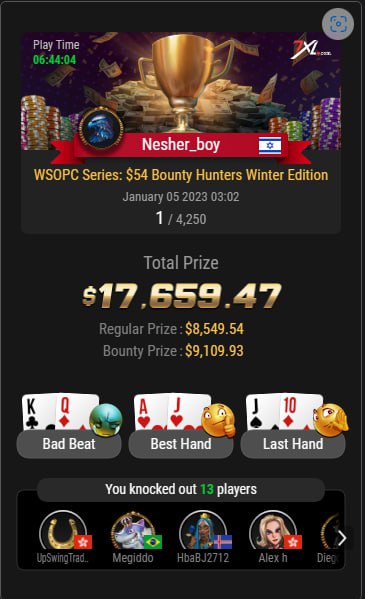 Play Time
06:44:04
7XL.com
Nesher_boy
WSOPC Series: $54 Bounty Hunters Winter Edition
January 05 2023 03:02
1 / 4,250
Total Prize
$17,659.47
Regular Prize : $8,549.54
Bounty Prize : $9,109.93
K Q A J J 10
Bad Beat Best Hand Last Hand
You knocked out 13 players
UpSwingTrad.. Megiddo HbaBJ2712 Alex h Dieg